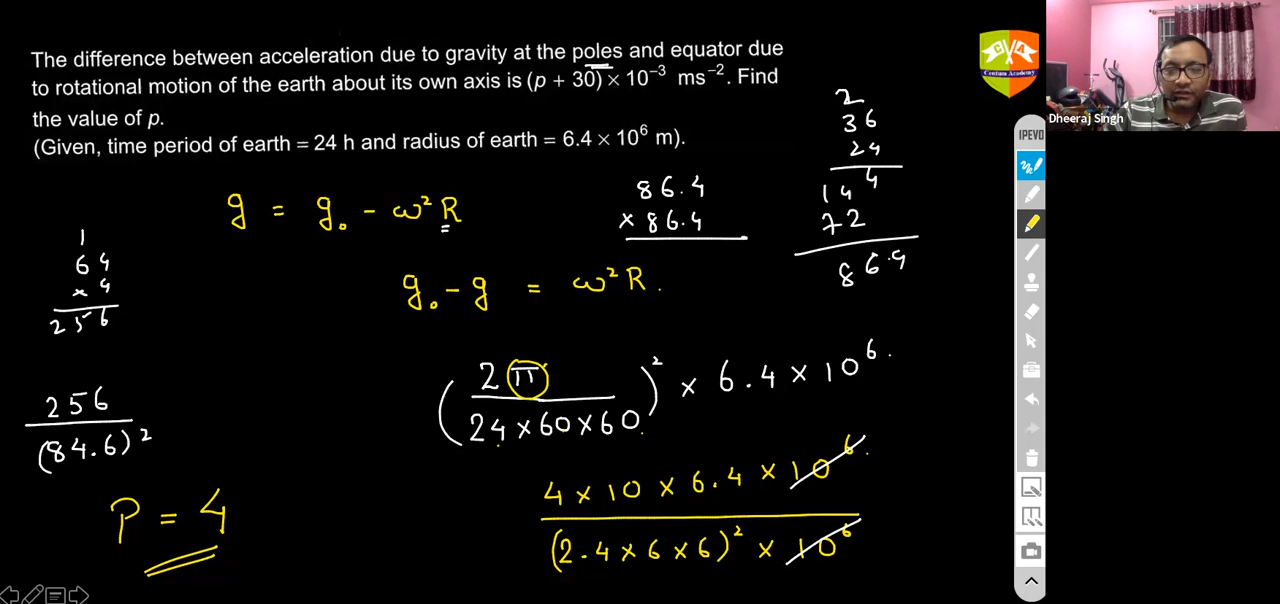 The difference between acceleration due to gravity at the poles and equator due
to rotational motion of the earth about its own axis is (p + 30) × 10⁻³ ms⁻². Find
the value of p.
(Given, time period of earth = 24 h and radius of earth = 6.4 × 10⁶ m).
Centum Academy
Dheeraj Singh
IPEVO
g = g₀ - ω²R
g₀ - g = ω²R.
(2π / 24 × 60 × 60)² × 6.4 × 10⁶.
4 × 10 × 6.4 × 10⁶.
(2.4 × 6 × 6)² × 10⁶
1
64
× 4
256
256
(84.6)²
P = 4
86.4
× 86.4
2
36
24
144
72
86.4